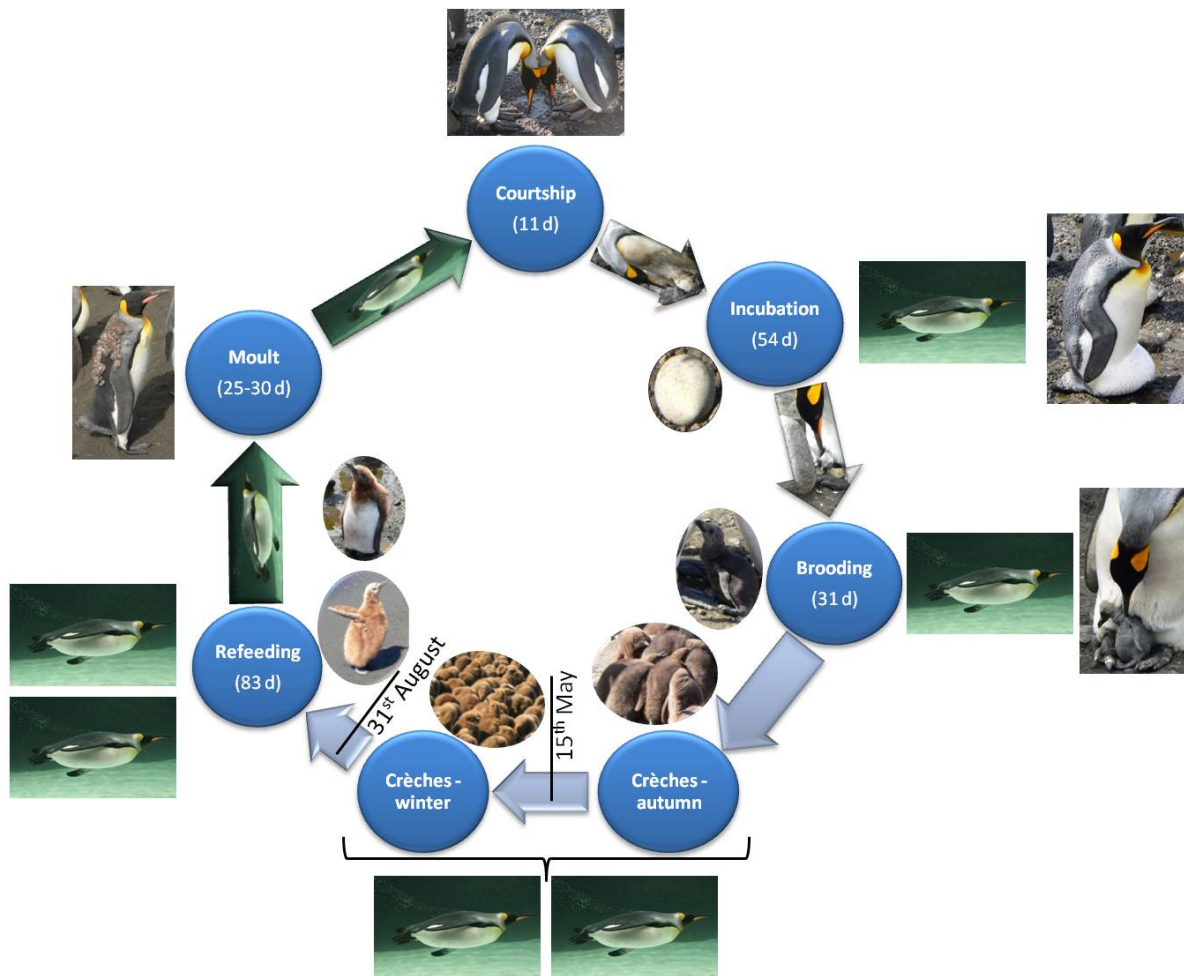 Courtship
(11 d)
Incubation
(54 d)
Moult
(25-30 d)
Brooding
(31 d)
Refeeding
(83 d)
31st August
15th May
Crèches -
winter
Crèches -
autumn